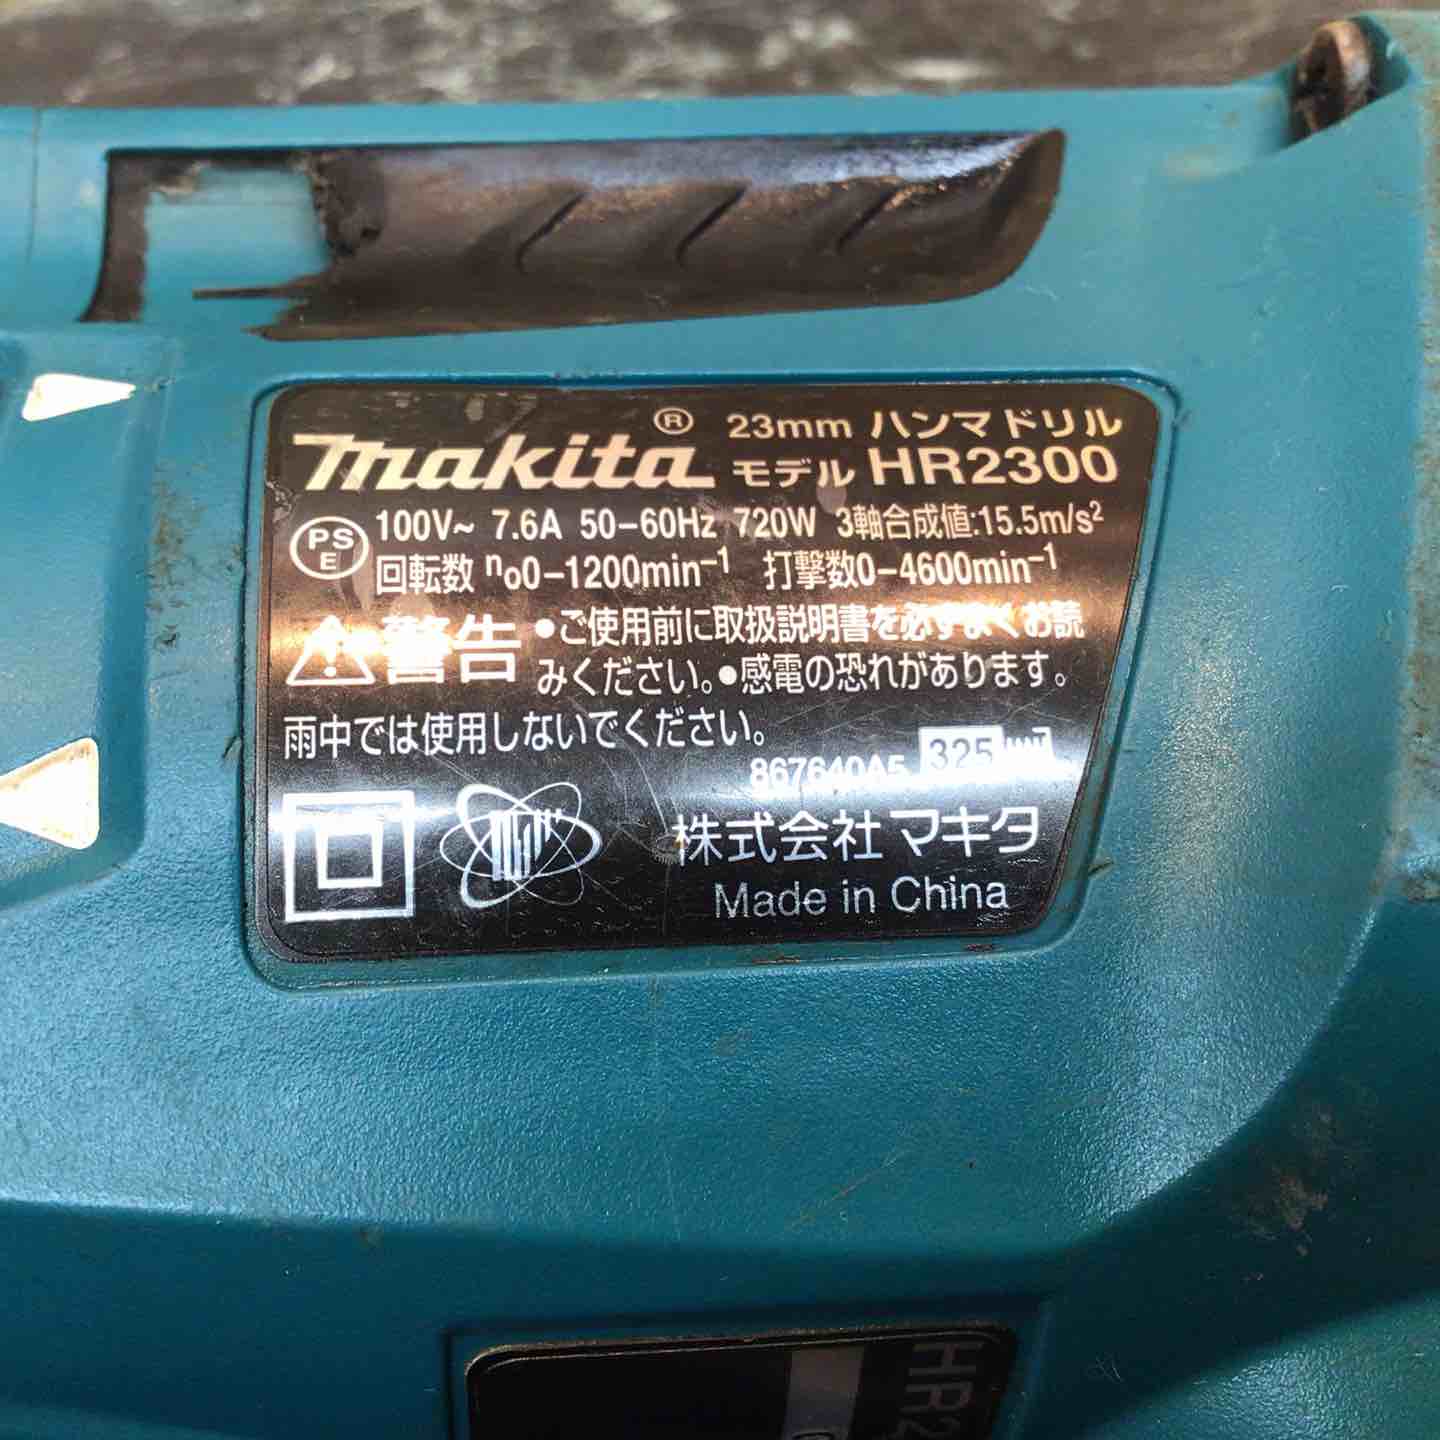 makita® 23mm ハンマドリル
モデル HR2300
PSE 100V~ 7.6A 50-60Hz 720W 3軸合成値:15.5m/s²
回転数 n₀0-1200min⁻¹ 打撃数0-4600min⁻¹
警告 •ご使用前に取扱説明書を必ずよくお読
みください。•感電の恐れがあります。
雨中では使用しないでください。
867640A5 325
株式会社 マキタ
Made in China
HR2